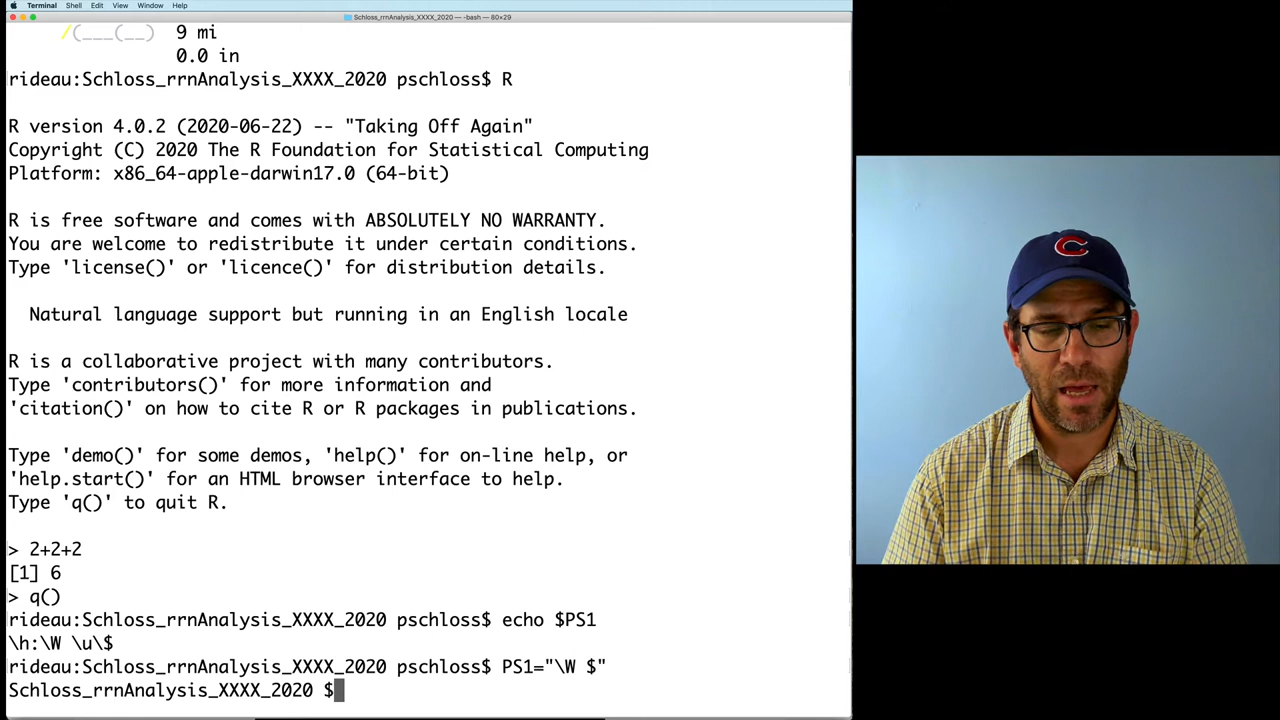 Terminal Shell Edit View Window Help
Schloss_rrnAnalysis_XXXX_2020 — -bash — 80×29
/(___(__) 9 mi
0.0 in
rideau:Schloss_rrnAnalysis_XXXX_2020 pschloss$ R
R version 4.0.2 (2020-06-22) -- "Taking Off Again"
Copyright (C) 2020 The R Foundation for Statistical Computing
Platform: x86_64-apple-darwin17.0 (64-bit)
R is free software and comes with ABSOLUTELY NO WARRANTY.
You are welcome to redistribute it under certain conditions.
Type 'license()' or 'licence()' for distribution details.
Natural language support but running in an English locale
R is a collaborative project with many contributors.
Type 'contributors()' for more information and
'citation()' on how to cite R or R packages in publications.
Type 'demo()' for some demos, 'help()' for on-line help, or
'help.start()' for an HTML browser interface to help.
Type 'q()' to quit R.
> 2+2+2
[1] 6
> q()
rideau:Schloss_rrnAnalysis_XXXX_2020 pschloss$ echo $PS1
\h:\W \u\$
rideau:Schloss_rrnAnalysis_XXXX_2020 pschloss$ PS1="\W $"
Schloss_rrnAnalysis_XXXX_2020 $
C